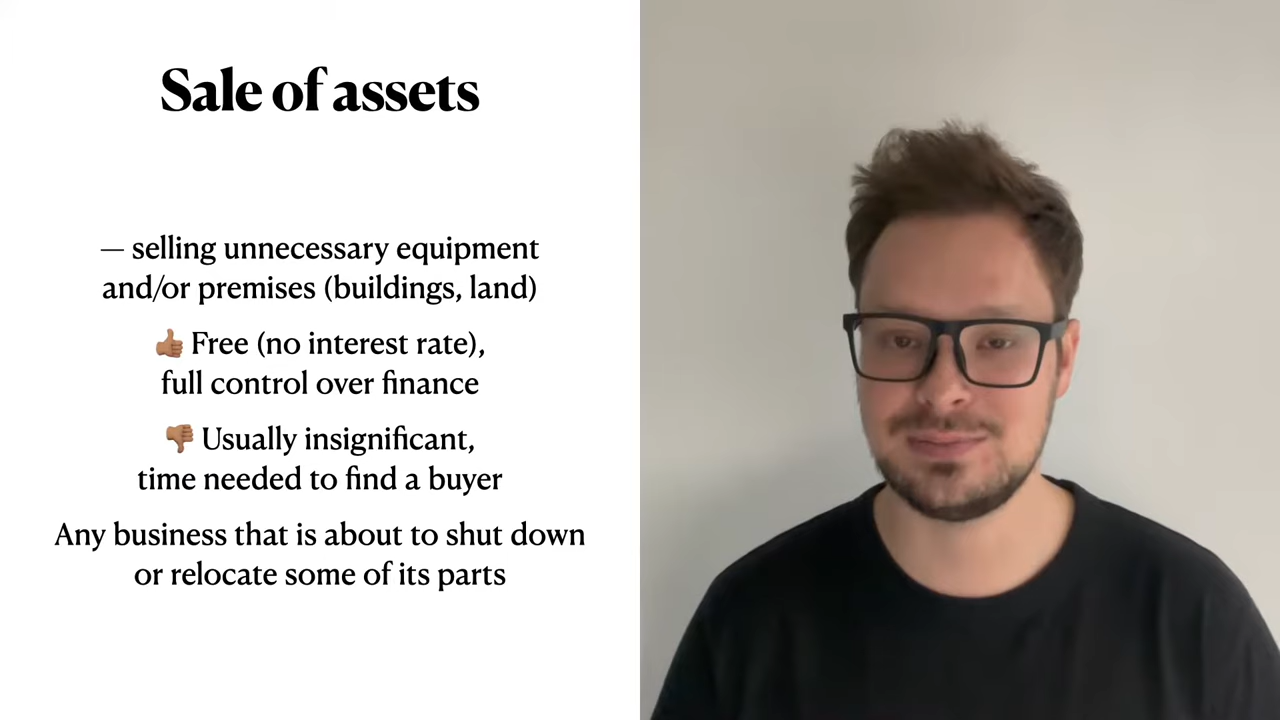 Sale of assets
— selling unnecessary equipment
and/or premises (buildings, land)
👍🏽 Free (no interest rate),
full control over finance
👎🏽 Usually insignificant,
time needed to find a buyer
Any business that is about to shut down
or relocate some of its parts